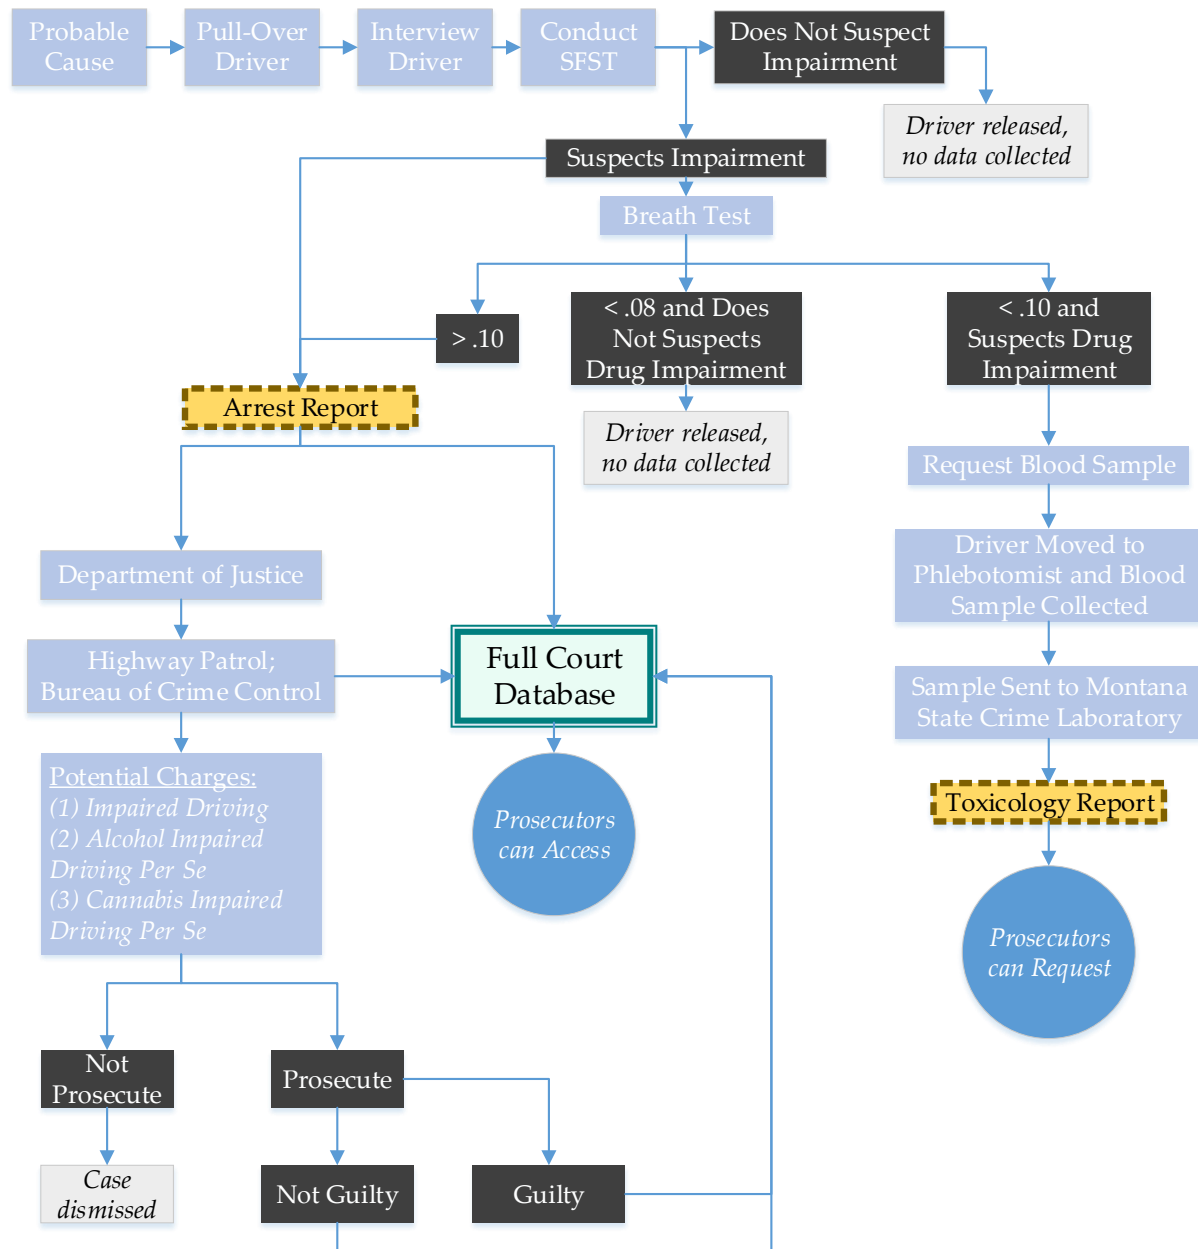 Probable
Cause
Pull-Over
Driver
Interview
Driver
Conduct
SFST
Does Not Suspect
Impairment
Driver released,
no data collected
Suspects Impairment
Breath Test
> .10
< .08 and Does
Not Suspects
Drug Impairment
< .10 and
Suspects Drug
Impairment
Arrest Report
Driver released,
no data collected
Request Blood Sample
Driver Moved to
Phlebotomist and Blood
Sample Collected
Department of Justice
Highway Patrol;
Bureau of Crime Control
Full Court
Database
Sample Sent to Montana
State Crime Laboratory
Potential Charges:
(1) Impaired Driving
(2) Alcohol Impaired
Driving Per Se
(3) Cannabis Impaired
Driving Per Se
Prosecutors
can Access
Toxicology Report
Prosecutors
can Request
Not
Prosecute
Prosecute
Case
dismissed
Not Guilty
Guilty